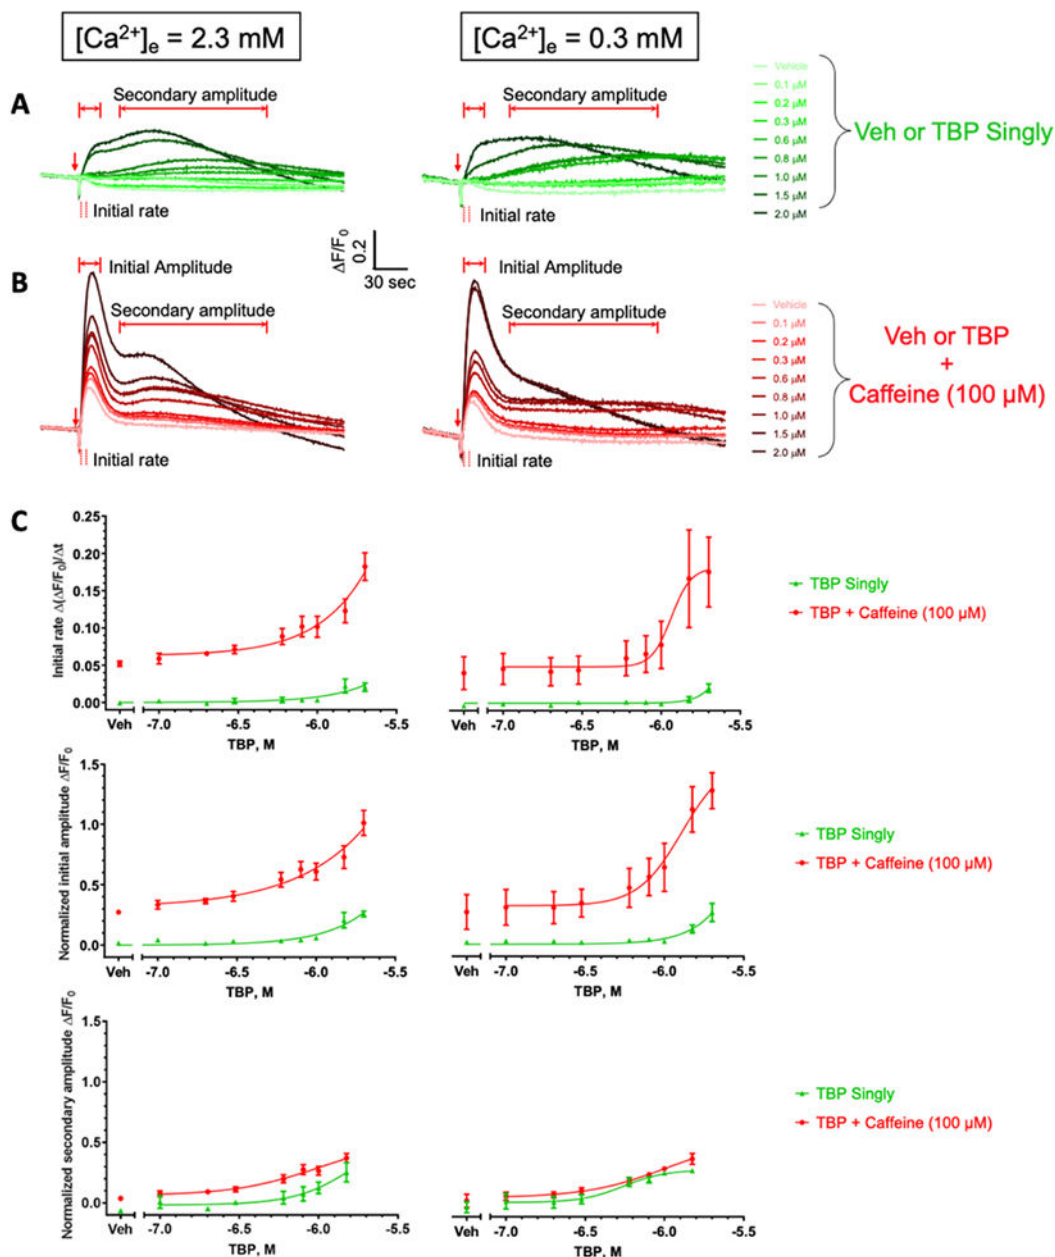 [Ca²⁺]ₑ = 2.3 mM
[Ca²⁺]ₑ = 0.3 mM
A
Secondary amplitude
Initial rate
Secondary amplitude
Initial rate
Vehicle
0.1 µM
0.2 µM
0.3 µM
0.6 µM
0.8 µM
1.0 µM
1.5 µM
2.0 µM
Veh or TBP Singly
ΔF/F₀
0.2
30 sec
B
Initial Amplitude
Secondary amplitude
Initial rate
Initial Amplitude
Secondary amplitude
Initial rate
Vehicle
0.1 µM
0.2 µM
0.3 µM
0.6 µM
0.8 µM
1.0 µM
1.5 µM
2.0 µM
Veh or TBP
+
Caffeine (100 µM)
C
Initial rate Δ(ΔF/F₀)/Δt
0.25
0.20
0.15
0.10
0.05
0.00
Veh -7.0 -6.5 -6.0 -5.5
TBP, M
Veh -7.0 -6.5 -6.0 -5.5
TBP, M
TBP Singly
TBP + Caffeine (100 µM)
Normalized initial amplitude ΔF/F₀
1.5
1.0
0.5
0.0
Veh -7.0 -6.5 -6.0 -5.5
TBP, M
Veh -7.0 -6.5 -6.0 -5.5
TBP, M
TBP Singly
TBP + Caffeine (100 µM)
Normalized secondary amplitude ΔF/F₀
1.5
1.0
0.5
0.0
Veh -7.0 -6.5 -6.0 -5.5
TBP, M
Veh -7.0 -6.5 -6.0 -5.5
TBP, M
TBP Singly
TBP + Caffeine (100 µM)